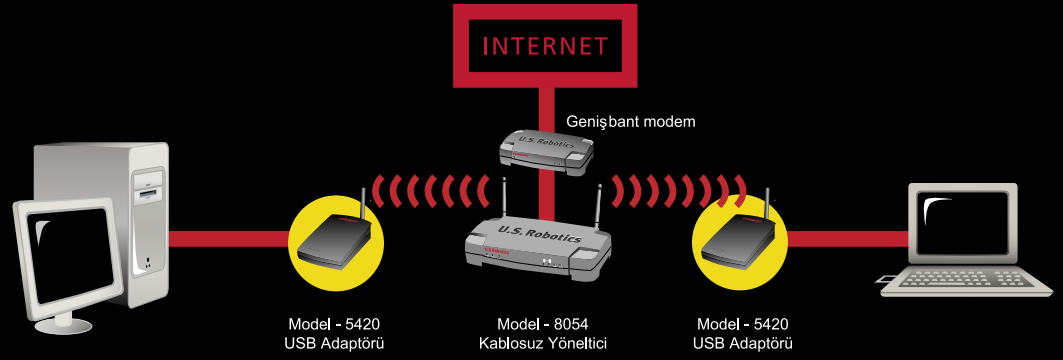 INTERNET
Genişbant modem
U.S. Robotics
U.S. Robotics
Model - 5420
USB Adaptörü
Model - 8054
Kablosuz Yöneltici
Model - 5420
USB Adaptörü